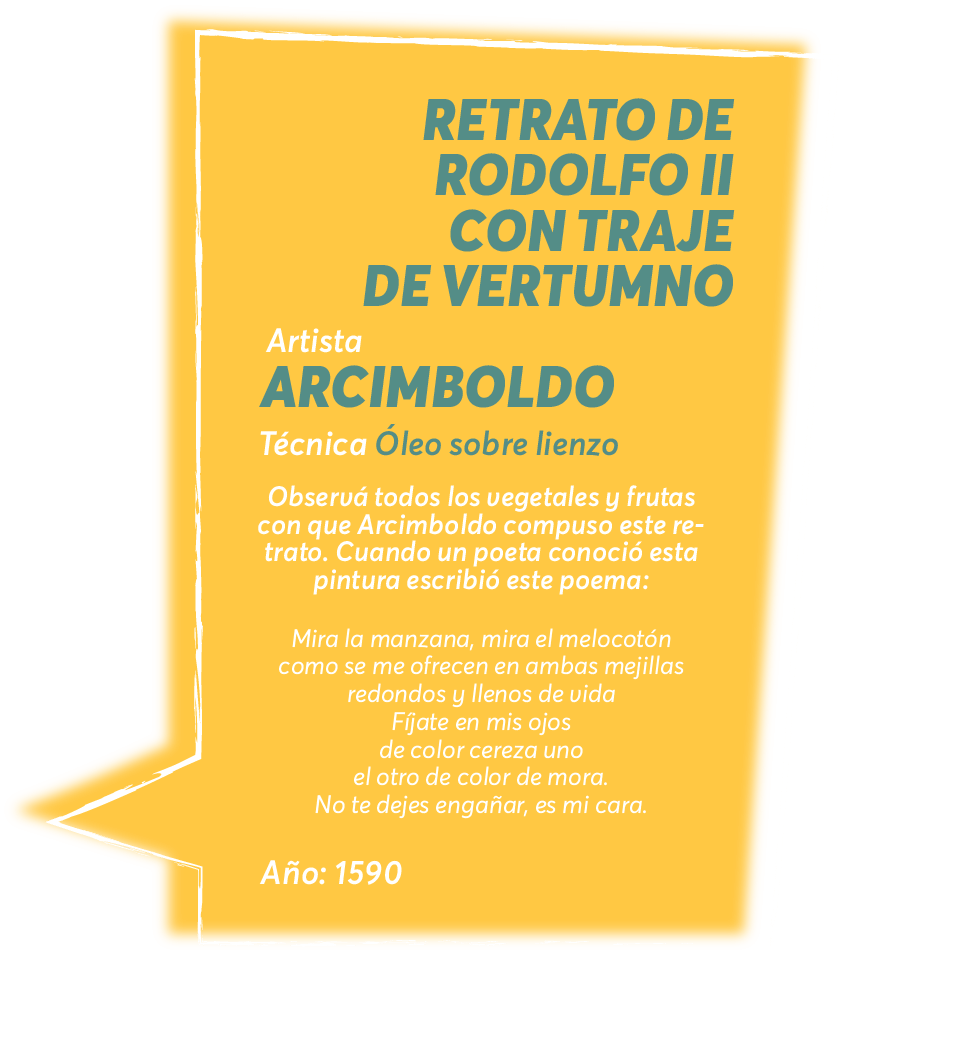 RETRATO DE
RODOLFO II
CON TRAJE
DE VERTUMNO
Artista
ARCIMBOLDO
Técnica Óleo sobre lienzo
Observá todos los vegetales y frutas
con que Arcimboldo compuso este re-
trato. Cuando un poeta conoció esta
pintura escribió este poema:
Mira la manzana, mira el melocotón
como se me ofrecen en ambas mejillas
redondos y llenos de vida
Fíjate en mis ojos
de color cereza uno
el otro de color de mora.
No te dejes engañar, es mi cara.
Año: 1590